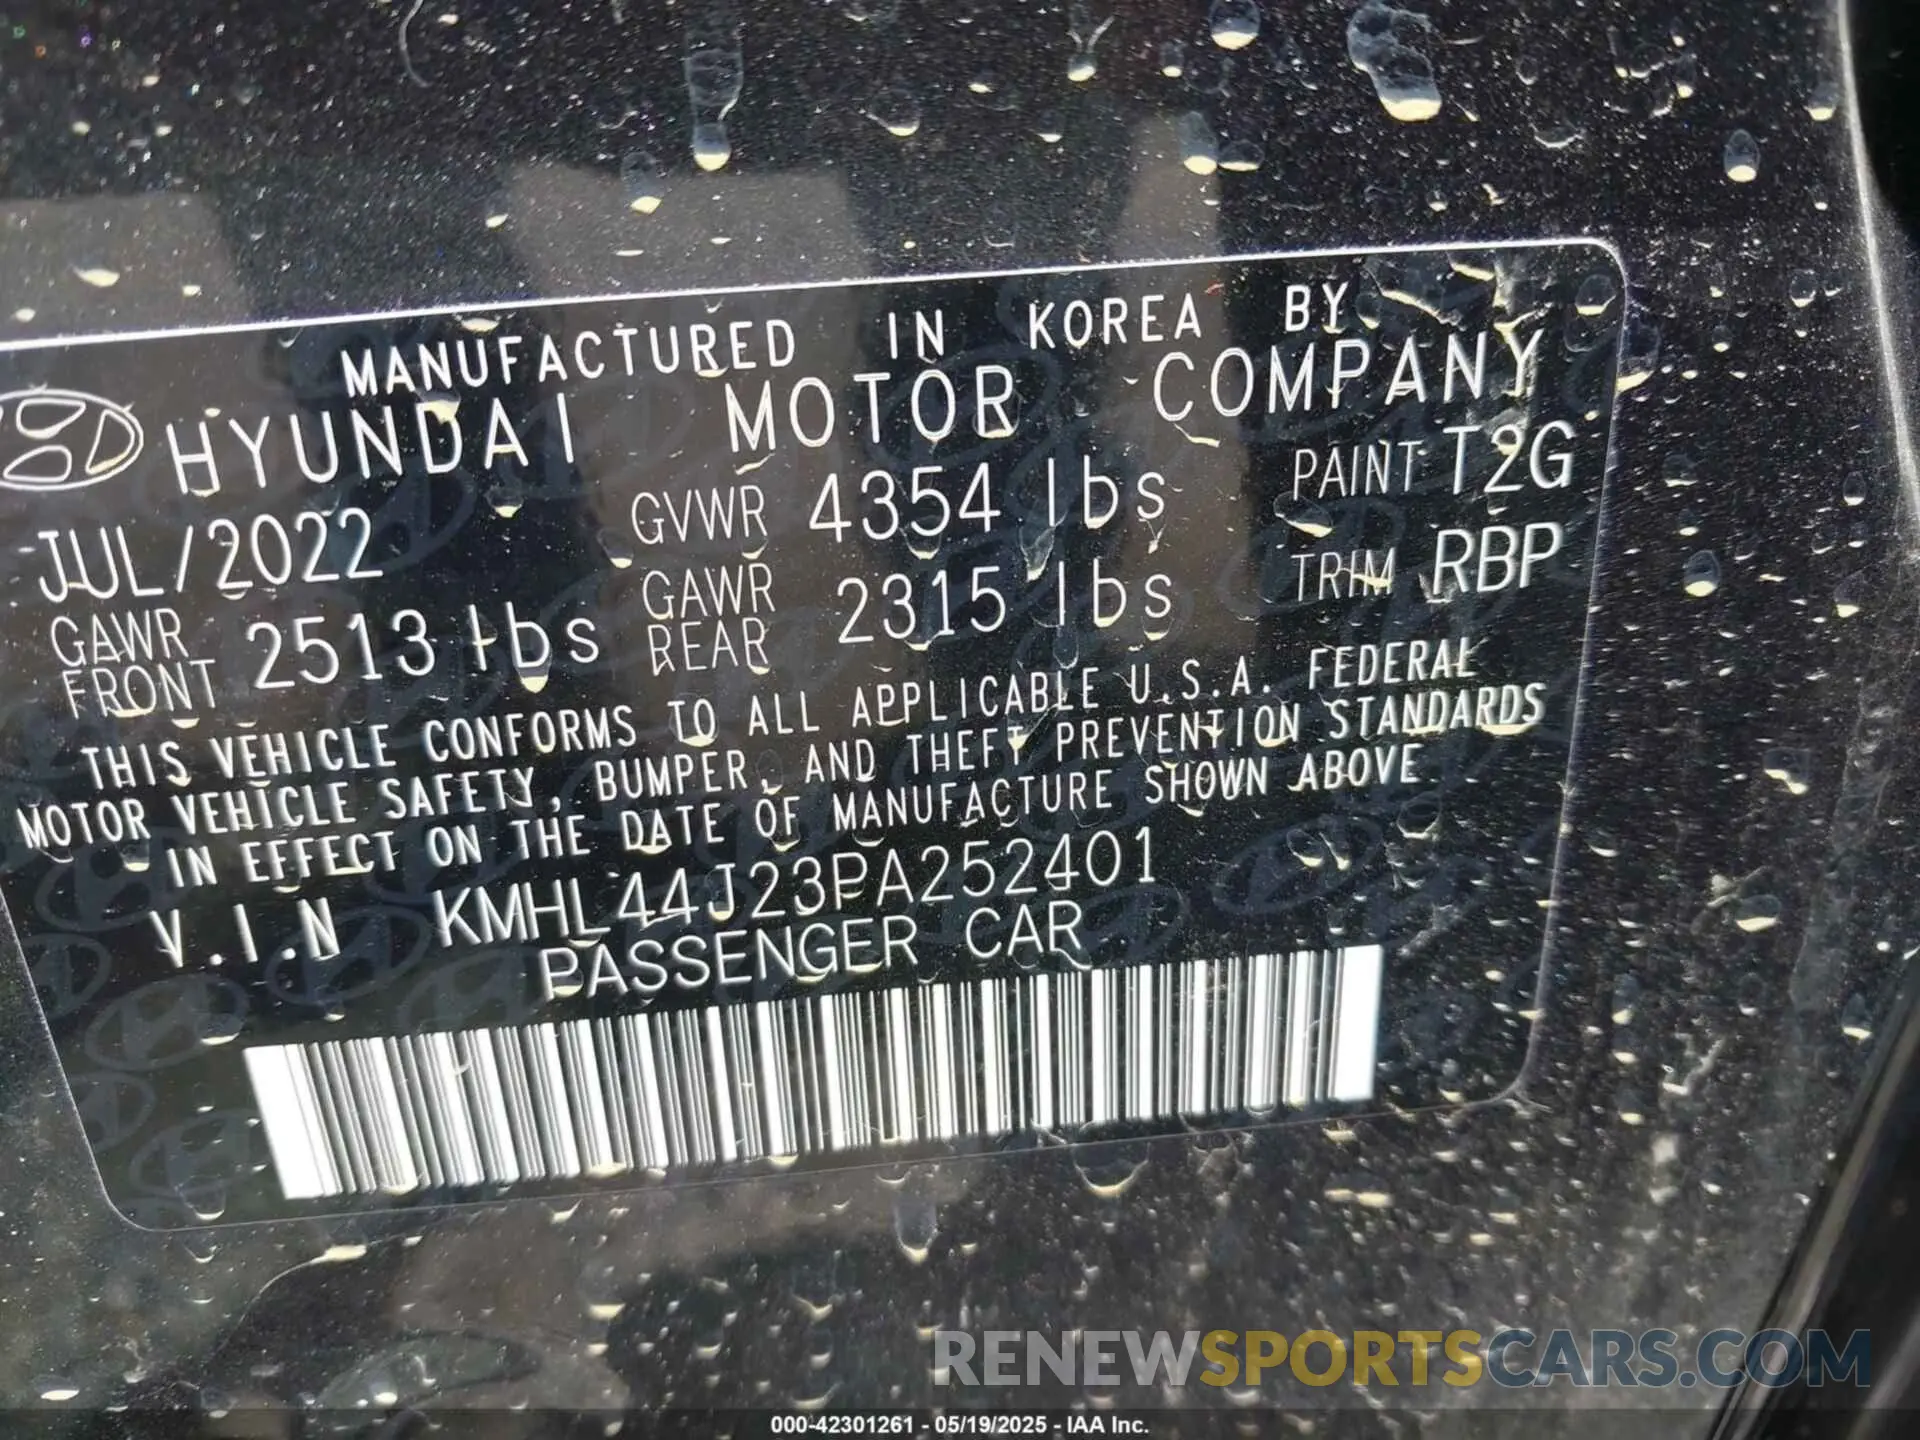 MANUFACTURED IN KOREA BY
HYUNDAI MOTOR COMPANY
JUL/2022 GVWR 4354 lbs PAINT T2G
GAWR FRONT 2513 lbs GAWR REAR 2315 lbs TRIM RBP
THIS VEHICLE CONFORMS TO ALL APPLICABLE U.S.A. FEDERAL
MOTOR VEHICLE SAFETY, BUMPER, AND THEFT PREVENTION STANDARDS
IN EFFECT ON THE DATE OF MANUFACTURE SHOWN ABOVE
V.I.N KMHL44J23PA252401
PASSENGER CAR
RENEWSPORTSCARS.COM
000-42301261 - 05/19/2025 - IAA Inc.